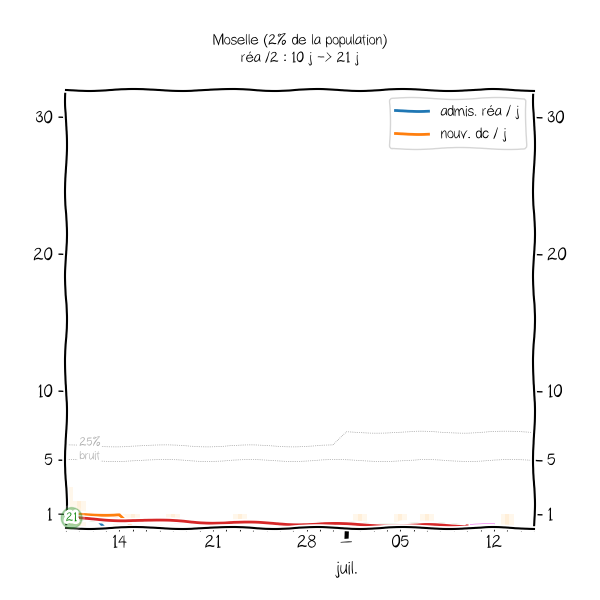 Moselle (2% de la population)
réa /2 : 10 j -> 21 j
admis. réa / j
nouv. dc / j
30
30
20
20
10
10
25%
bruit
5
5
1
21
1
14
21
28
05
12
juil.